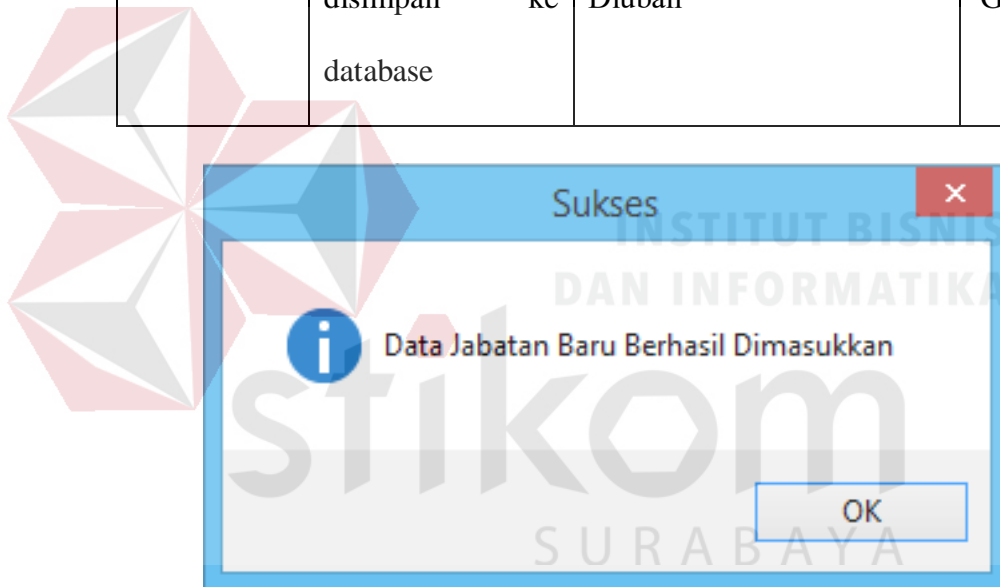 disimpan ke Diubah
database
Sukses
INSTITUT BISNIS
DAN INFORMATIKA
Data Jabatan Baru Berhasil Dimasukkan
stikom
OK
SURABAYA